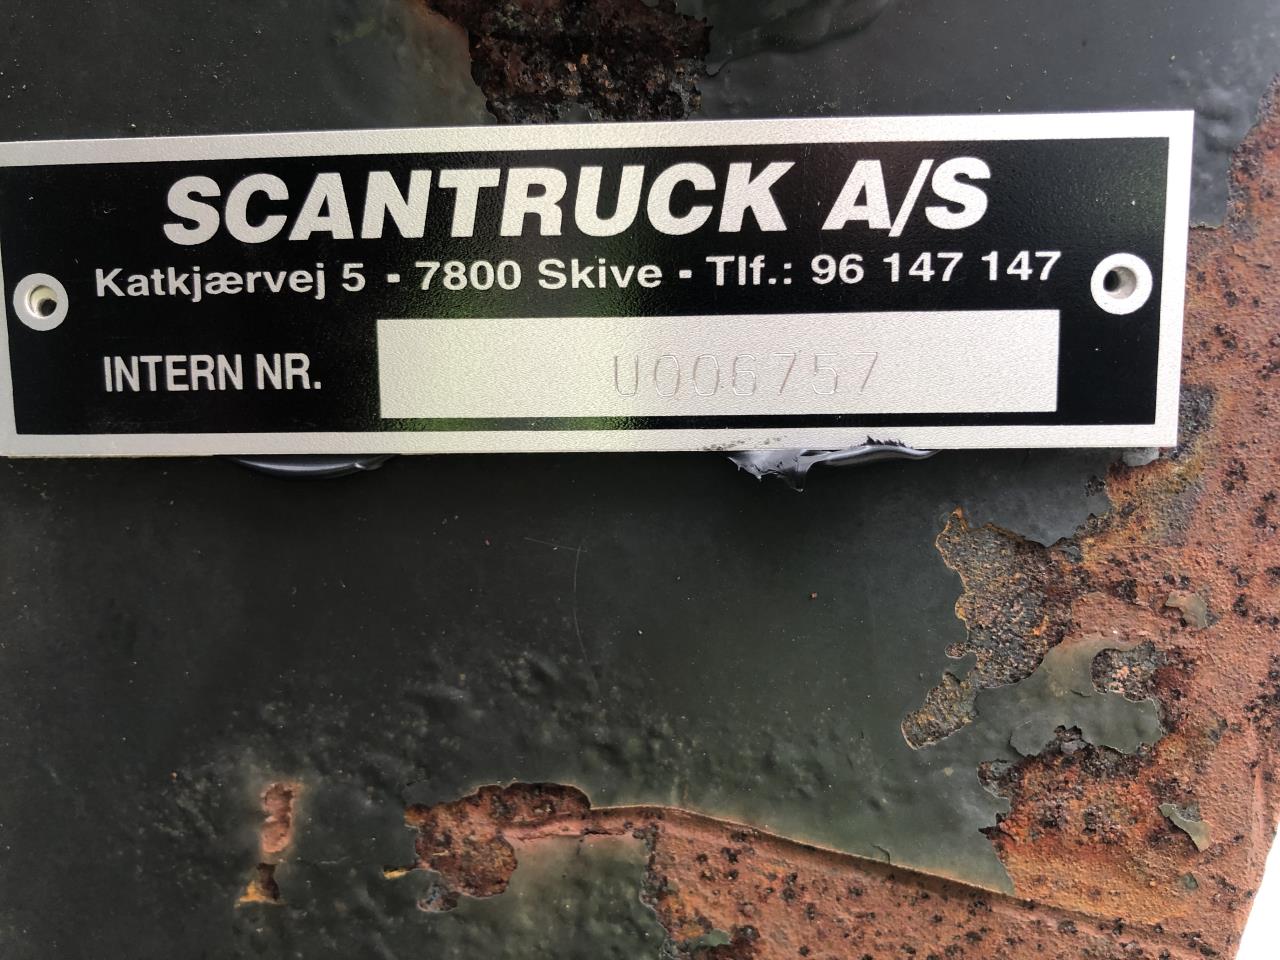 SCANTRUCK A/S
Katkjærvej 5 - 7800 Skive - Tlf.: 96 147 147
INTERN NR. U006757